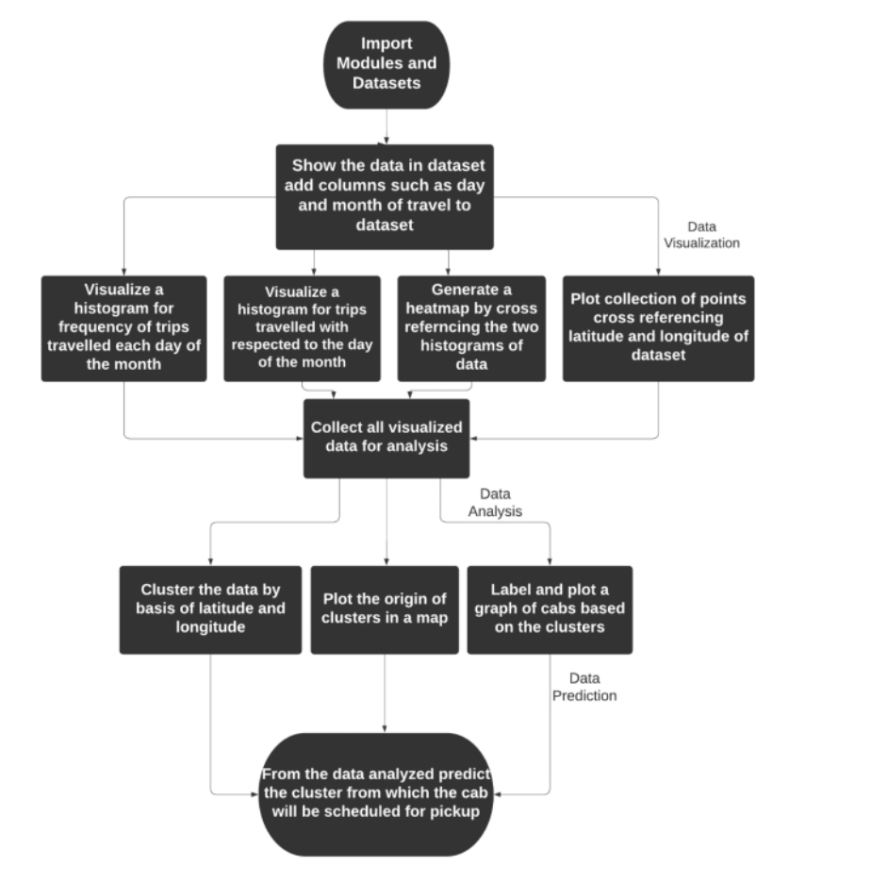 Import
Modules and
Datasets
Show the data in dataset
add columns such as day
and month of travel to
dataset
Data
Visualization
Visualize a
histogram for
frequency of trips
travelled each day of
the month
Visualize a
histogram for trips
travelled with
respected to the day
of the month
Generate a
heatmap by cross
referncing the two
histograms of
data
Plot collection of points
cross referencing
latitude and longitude of
dataset
Collect all visualized
data for analysis
Data
Analysis
Cluster the data by
basis of latitude and
longitude
Plot the origin of
clusters in a map
Label and plot a
graph of cabs based
on the clusters
Data
Prediction
From the data analyzed predict
the cluster from which the cab
will be scheduled for pickup